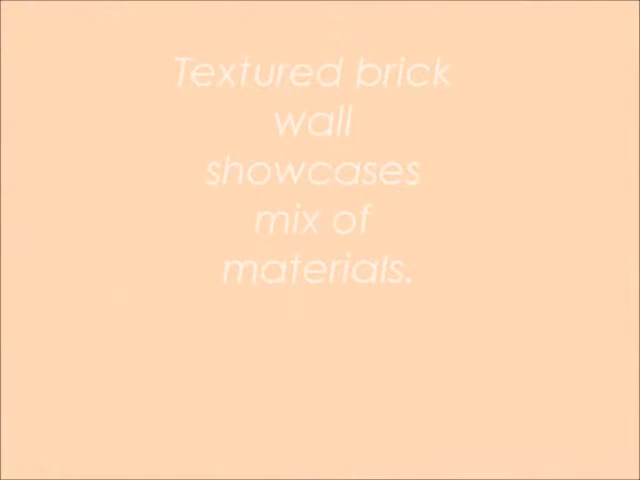 Textured brick
wall
showcases
mix of
materials.